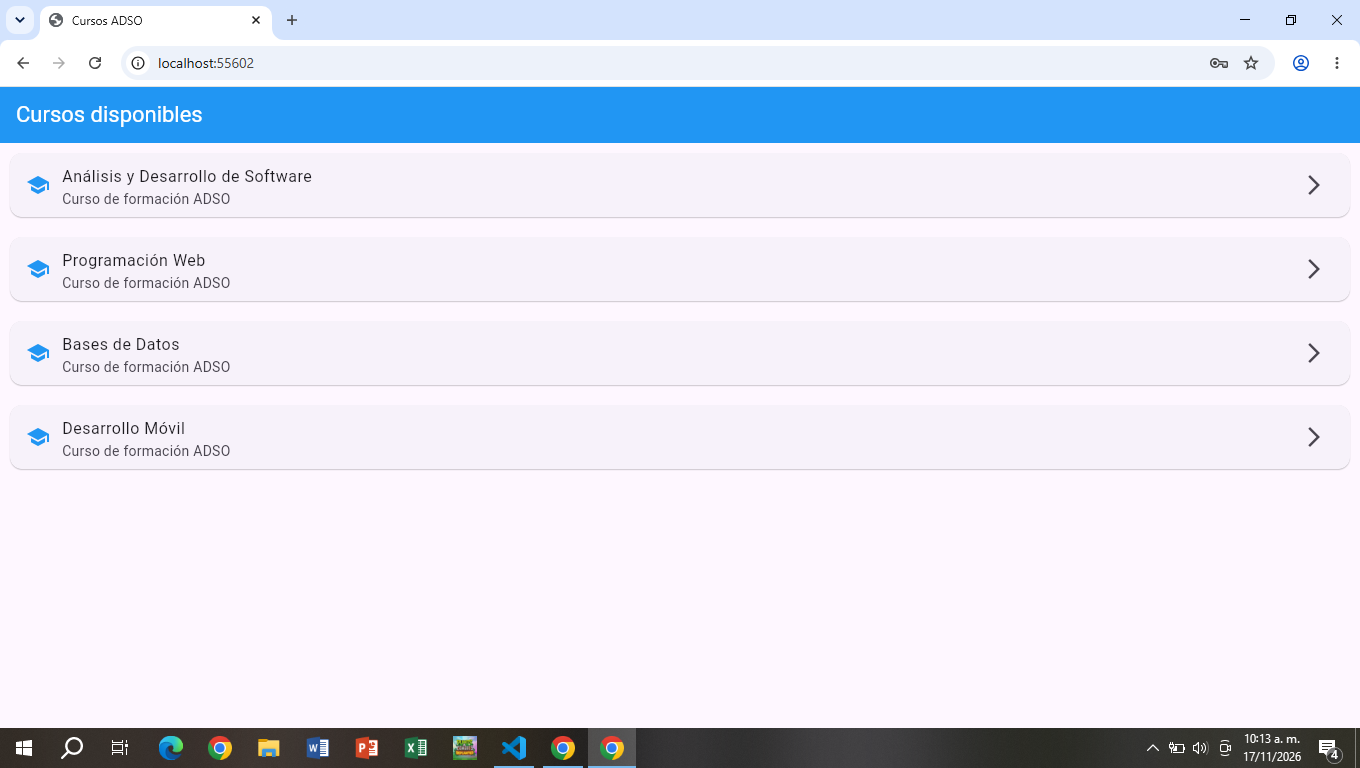 Cursos ADSO
localhost:55602
Cursos disponibles
Análisis y Desarrollo de Software
Curso de formación ADSO
Programación Web
Curso de formación ADSO
Bases de Datos
Curso de formación ADSO
Desarrollo Móvil
Curso de formación ADSO
10:13 a. m.
17/11/2026
4